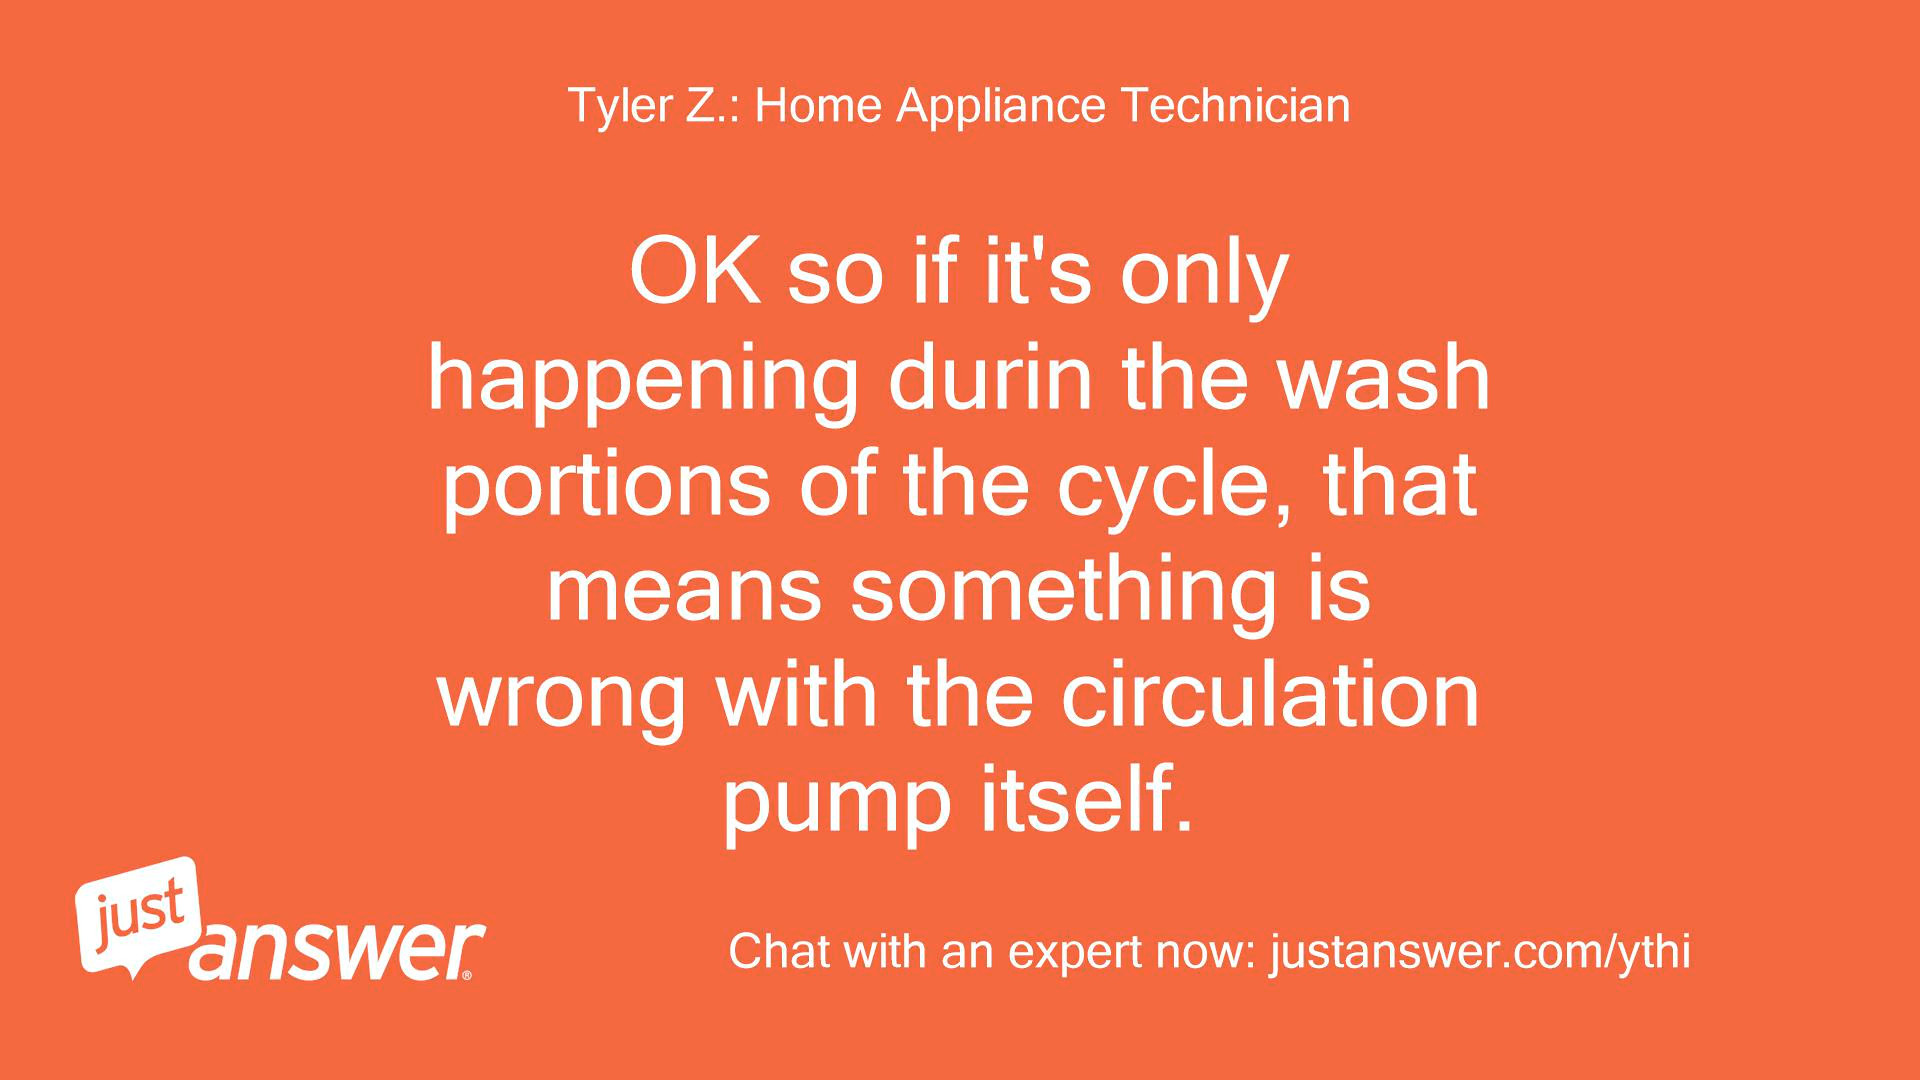 Tyler Z.: Home Appliance Technician
OK so if it's only
happening durin the wash
portions of the cycle, that
means something is
wrong with the circulation
pump itself.
just
answer®
Chat with an expert now: justanswer.com/ythi